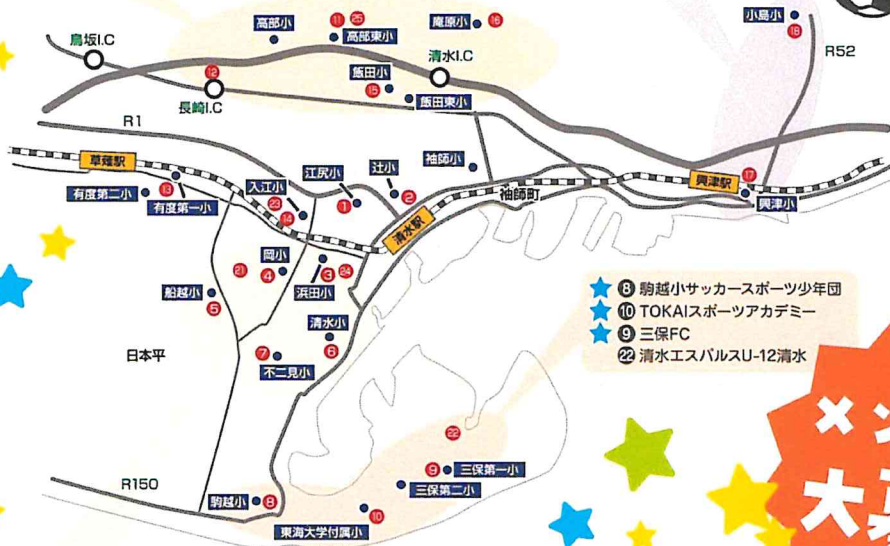 小島小
18
R52
高部小
11 25
高部東小
庵原小
16
鳥坂I.C
12
長崎I.C
清水I.C
飯田小
15
飯田東小
R1
草薙駅
有度第二小
13
有度第一小
入江小
23
14
江尻小
1
辻小
2
袖師小
袖師町
興津駅
17
興津小
清水駅
21
岡小
4
3
24
浜田小
船越小
5
清水小
6
7
不二見小
日本平
8 駒越小サッカースポーツ少年団
10 TOKAIスポーツアカデミー
9 三保FC
22 清水エスパルスU-12清水
22
9
三保第一小
三保第二小
R150
駒越小
8
10
東海大学付属小
大